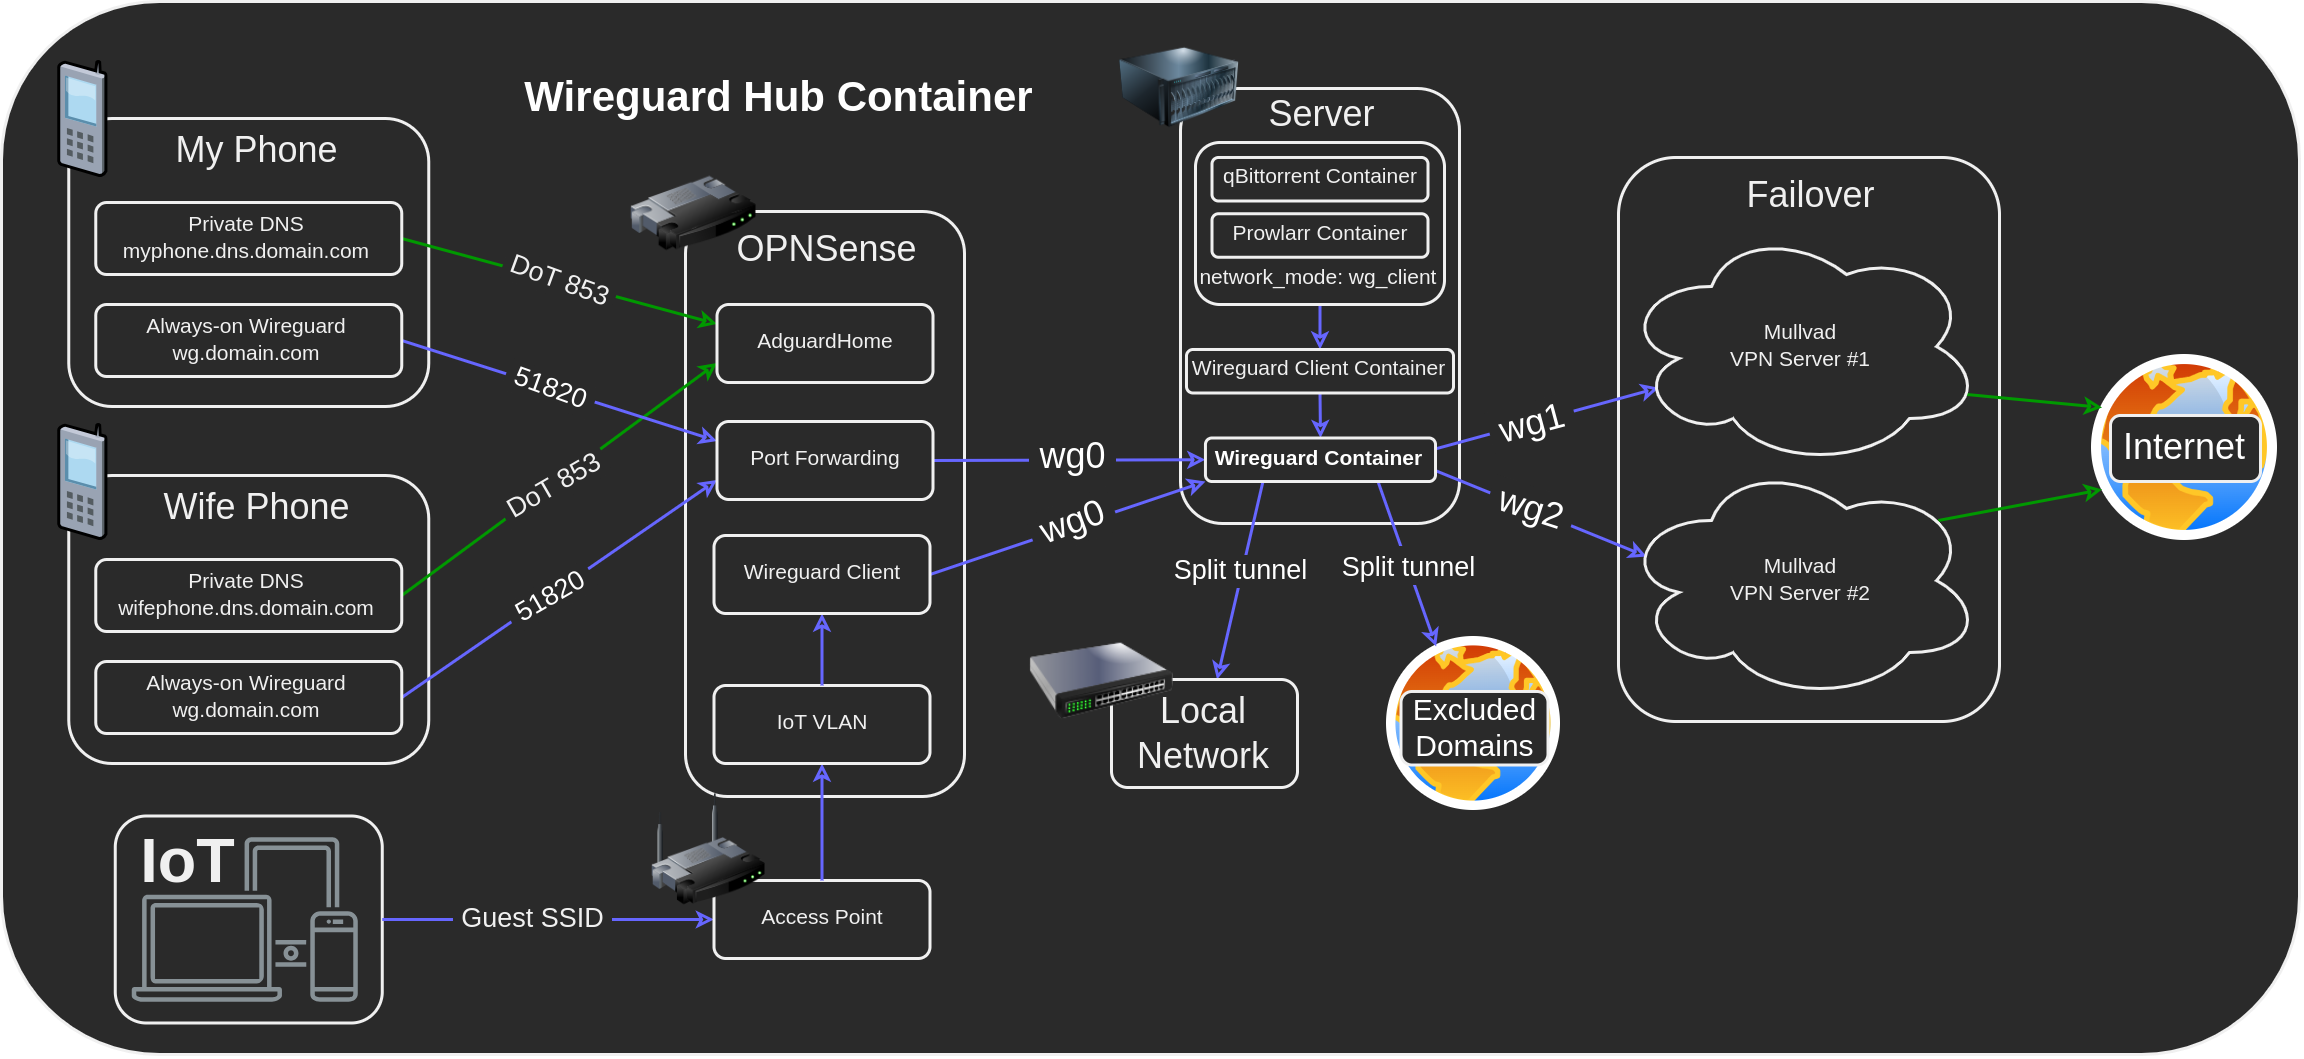 Wireguard Hub Container
My Phone
Private DNS
myphone.dns.domain.com
Always-on Wireguard
wg.domain.com
Wife Phone
Private DNS
wifephone.dns.domain.com
Always-on Wireguard
wg.domain.com
IoT
DoT 853
51820
DoT 853
51820
Guest SSID
OPNSense
AdguardHome
Port Forwarding
Wireguard Client
IoT VLAN
Access Point
wg0
wg0
Server
qBittorrent Container
Prowlarr Container
network_mode: wg_client
Wireguard Client Container
Wireguard Container
Split tunnel
Split tunnel
Local
Network
Excluded
Domains
wg1
wg2
Failover
Mullvad
VPN Server #1
Mullvad
VPN Server #2
Internet